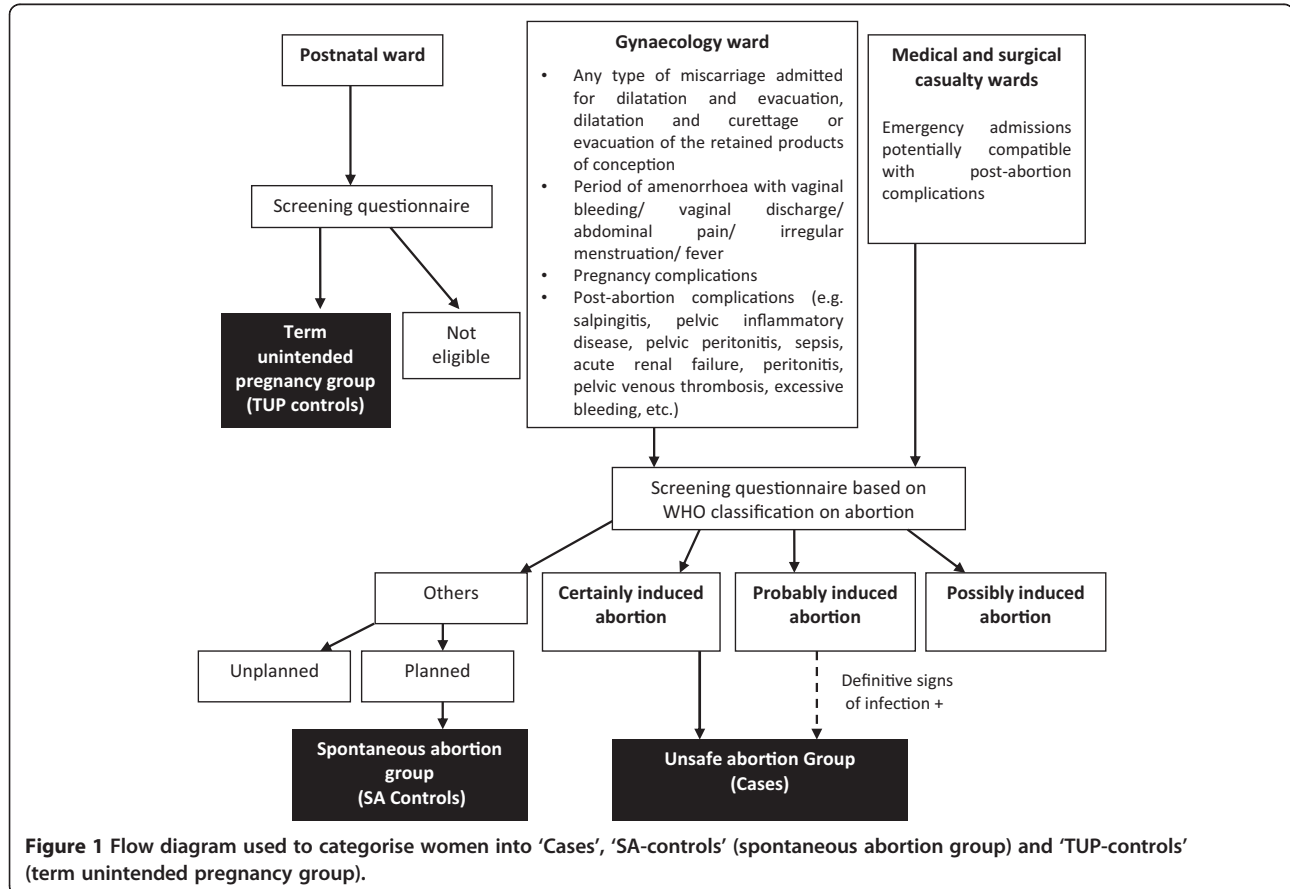 Postnatal ward
Screening questionnaire
Term
unintended
pregnancy group
(TUP controls)
Not
eligible
Gynaecology ward
• Any type of miscarriage admitted
for dilatation and evacuation,
dilatation and curettage or
evacuation of the retained products
of conception
• Period of amenorrhoea with vaginal
bleeding/ vaginal discharge/
abdominal pain/ irregular
menstruation/ fever
• Pregnancy complications
• Post-abortion complications (e.g.
salpingitis, pelvic inflammatory
disease, pelvic peritonitis, sepsis,
acute renal failure, peritonitis,
pelvic venous thrombosis, excessive
bleeding, etc.)
Medical and surgical
casualty wards
Emergency admissions
potentially compatible
with post-abortion
complications
Screening questionnaire based on
WHO classification on abortion
Others
Certainly induced
abortion
Probably induced
abortion
Possibly induced
abortion
Unplanned
Planned
Definitive signs
of infection +
Spontaneous abortion
group
(SA Controls)
Unsafe abortion Group
(Cases)
Figure 1 Flow diagram used to categorise women into ‘Cases’, ‘SA-controls’ (spontaneous abortion group) and ‘TUP-controls’
(term unintended pregnancy group).